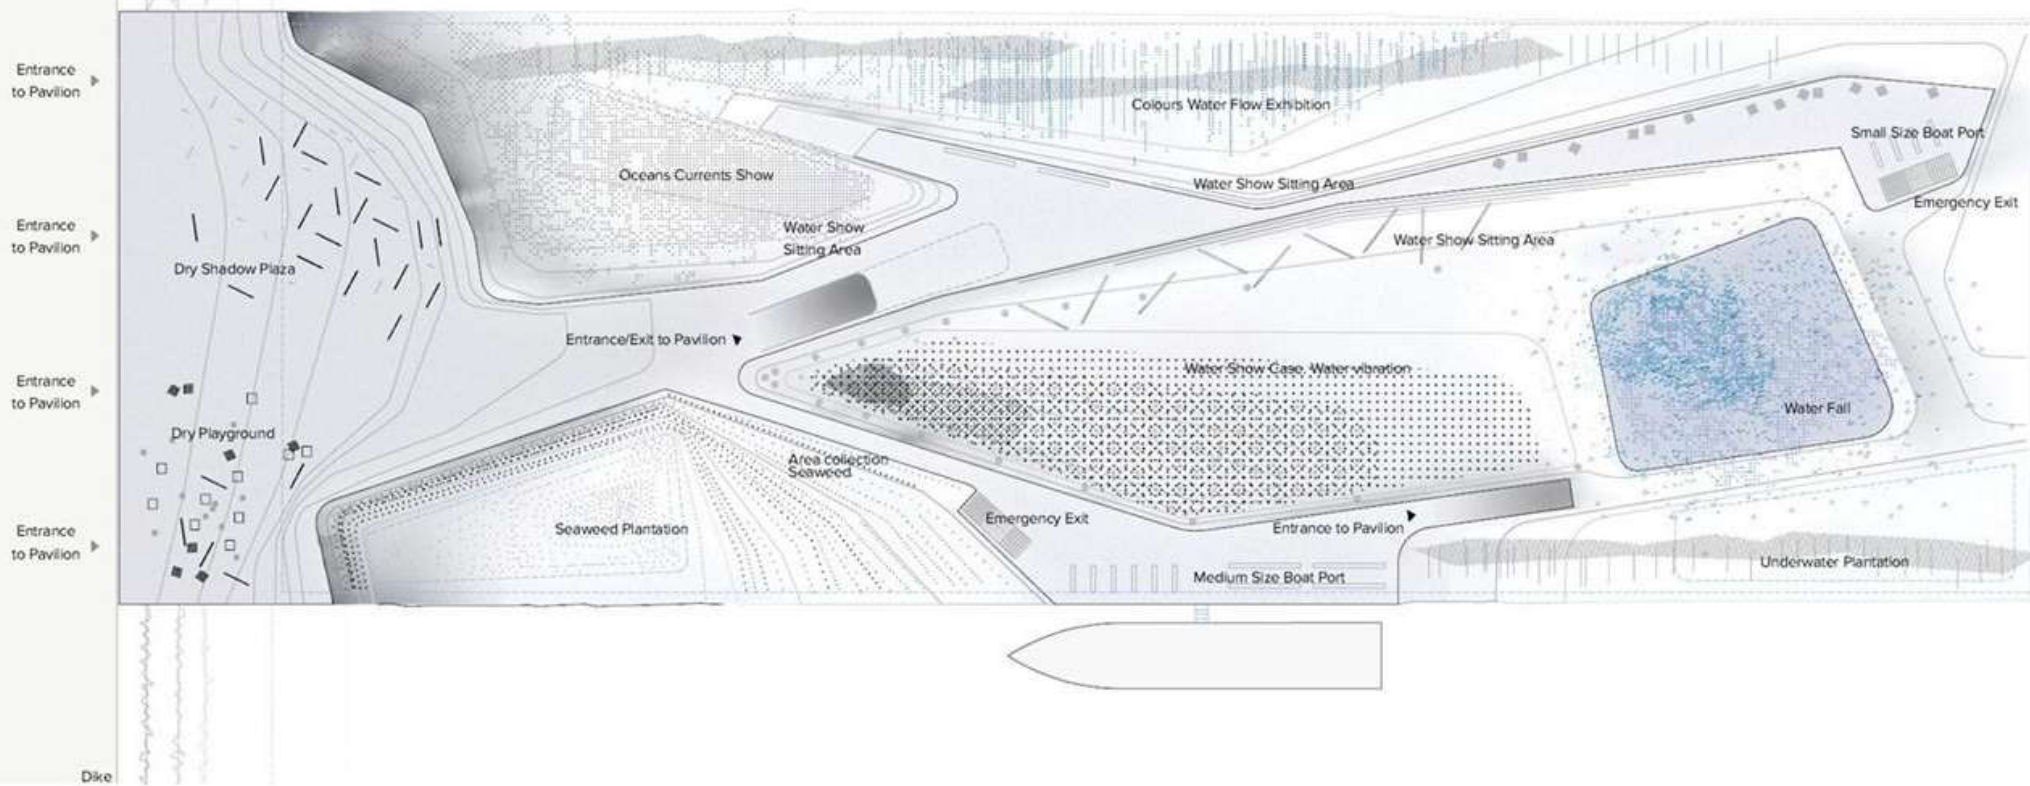 Entrance
to Pavilion
Entrance
to Pavilion
Entrance
to Pavilion
Entrance
to Pavilion
Dike
Colours Water Flow Exhibition
Small Size Boat Port
Oceans Currents Show
Water Show Sitting Area
Emergency Exit
Water Show
Sitting Area
Water Show Sitting Area
Dry Shadow Plaza
Entrance/Exit to Pavilion
Water Show Case. Water vibration
Water Fall
Dry Playground
Area collection
Seaweed
Seaweed Plantation
Emergency Exit
Entrance to Pavilion
Underwater Plantation
Medium Size Boat Port